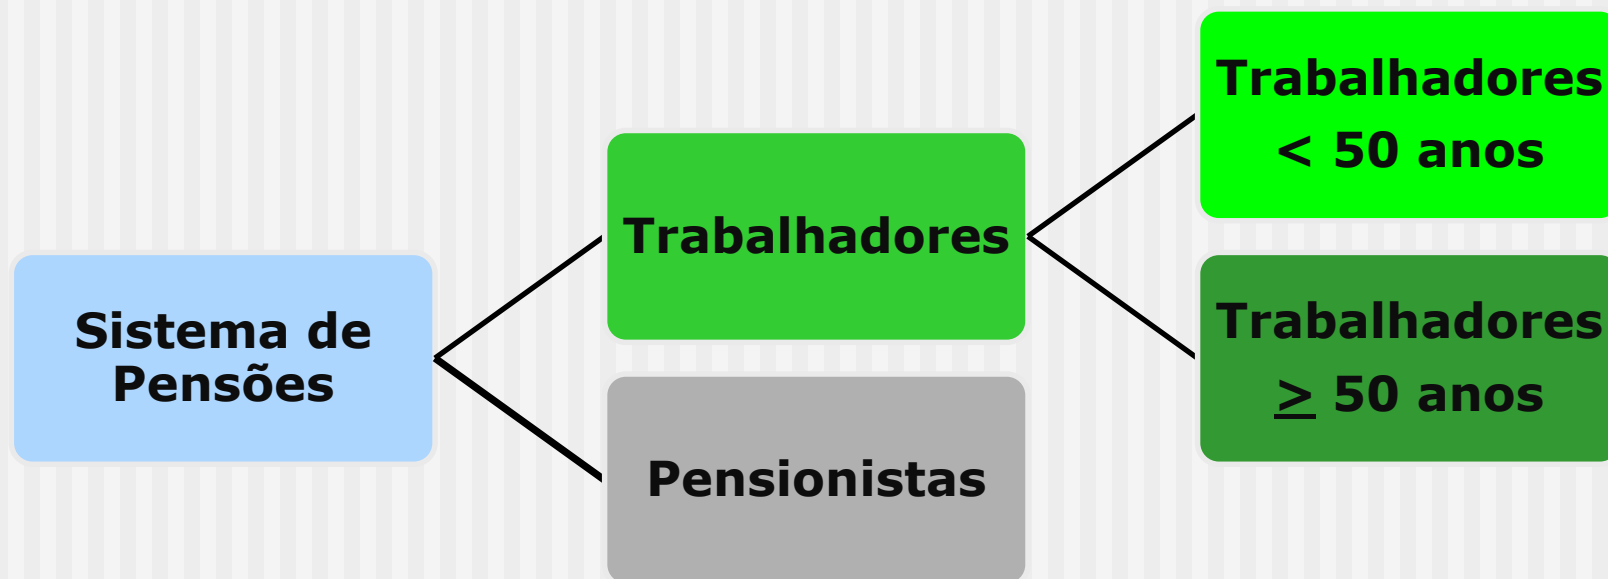 Sistema de
Pensões
Trabalhadores
Pensionistas
Trabalhadores
< 50 anos
Trabalhadores
≥ 50 anos